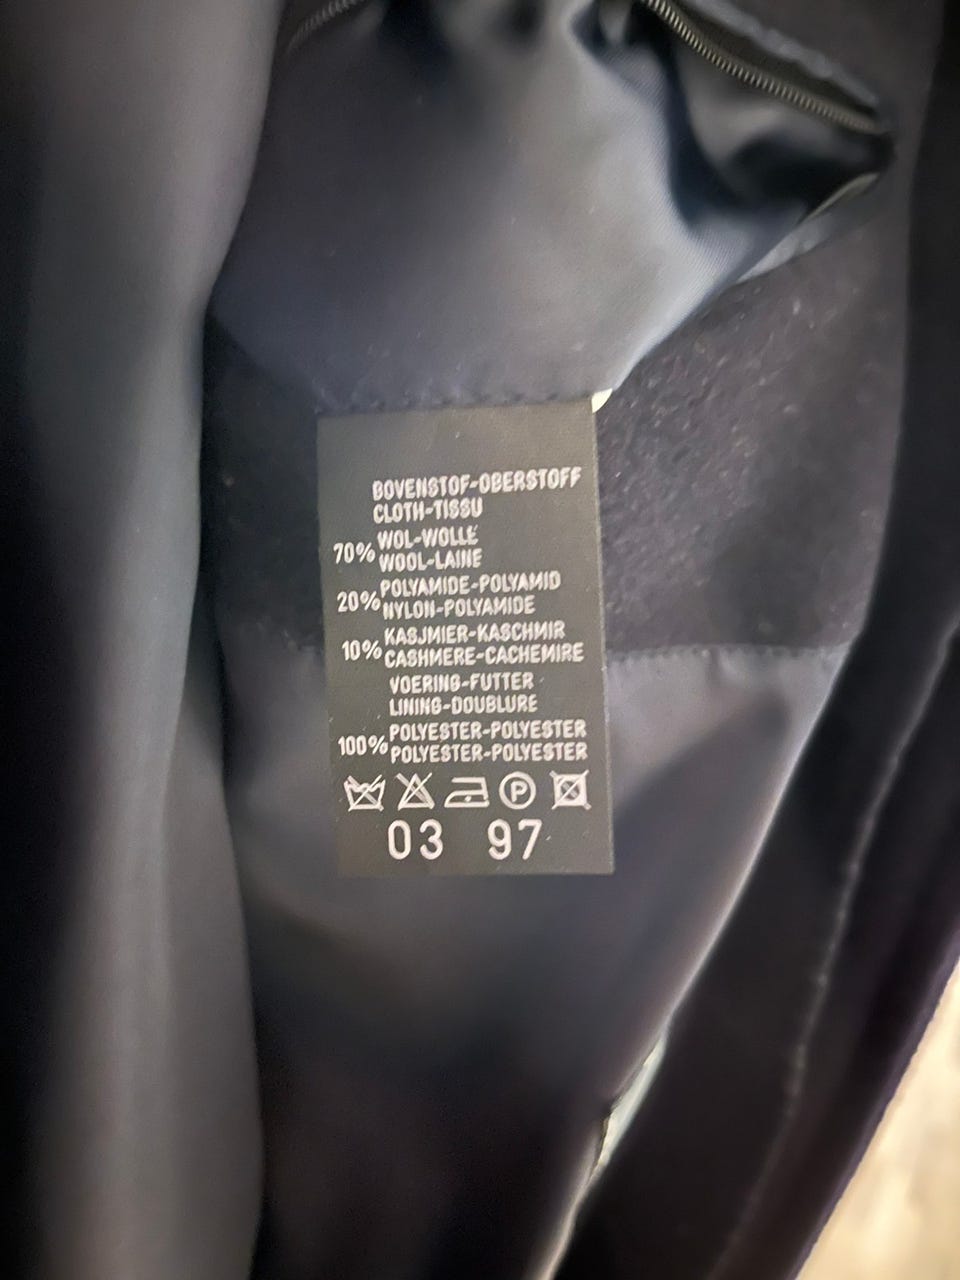 BOVENSTOF-OBERSTOFF
CLOTH-TISSU
70% WOL-WOLLE
WOOL-LAINE
20% POLYAMIDE-POLYAMID
NYLON-POLYAMIDE
10% KASJMIER-KASCHMIR
CASHMERE-CACHEMIRE
VOERING-FUTTER
LINING-DOUBLURE
100% POLYESTER-POLYESTER
POLYESTER-POLYESTER
P
03 97